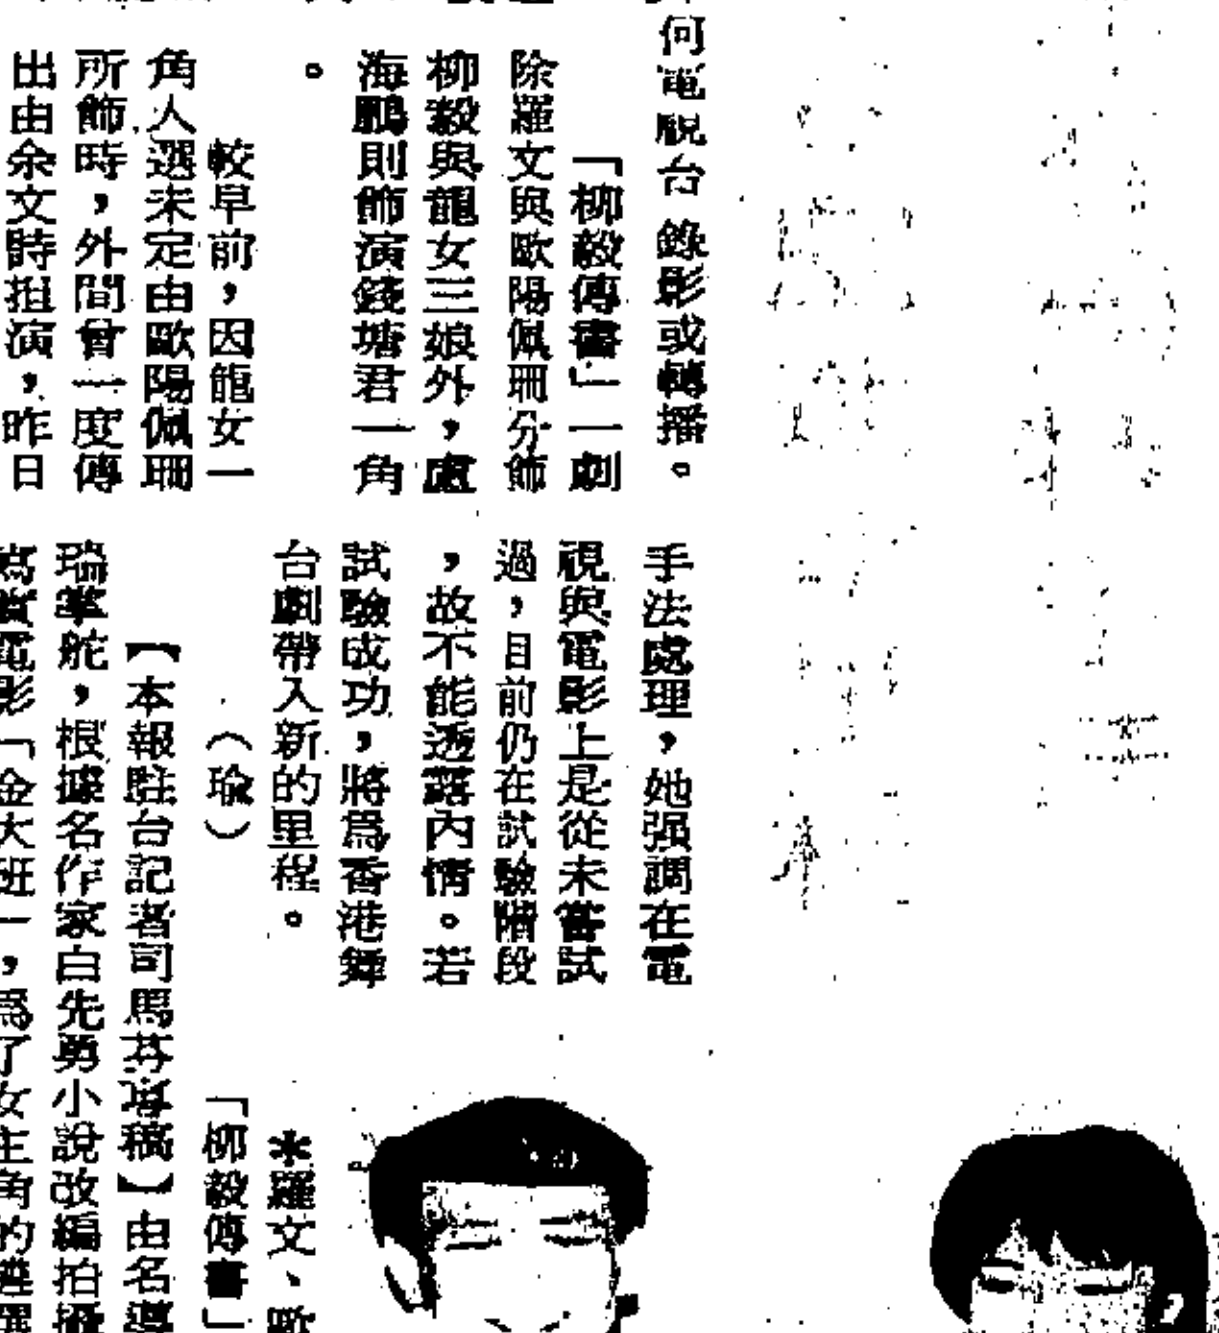 何電視台錄影或轉播。
「柳毅傳書」一劇
除羅文與歐陽佩珊分飾
柳毅與龍女三娘外，盧
海鵬則飾演錢塘君一角
。
較早前，因龍女一
角人選未定由歐陽佩珊
所飾時，外間曾一度傳
出由余文時担演，昨日
手法處理，她强調在電
視與電影上是從未嘗試
過，目前仍在試驗階段
，故不能透露內情。若
試驗成功，將爲香港舞
台劇帶入新的里程。
（瑜）
【本報駐台記者司馬芬專稿】由名導
瑞掌舵，根據名作家白先勇小說改編拍攝
寫實電影「金大班」，爲了女主角的遴選
＊羅文、歐
「柳毅傳書」